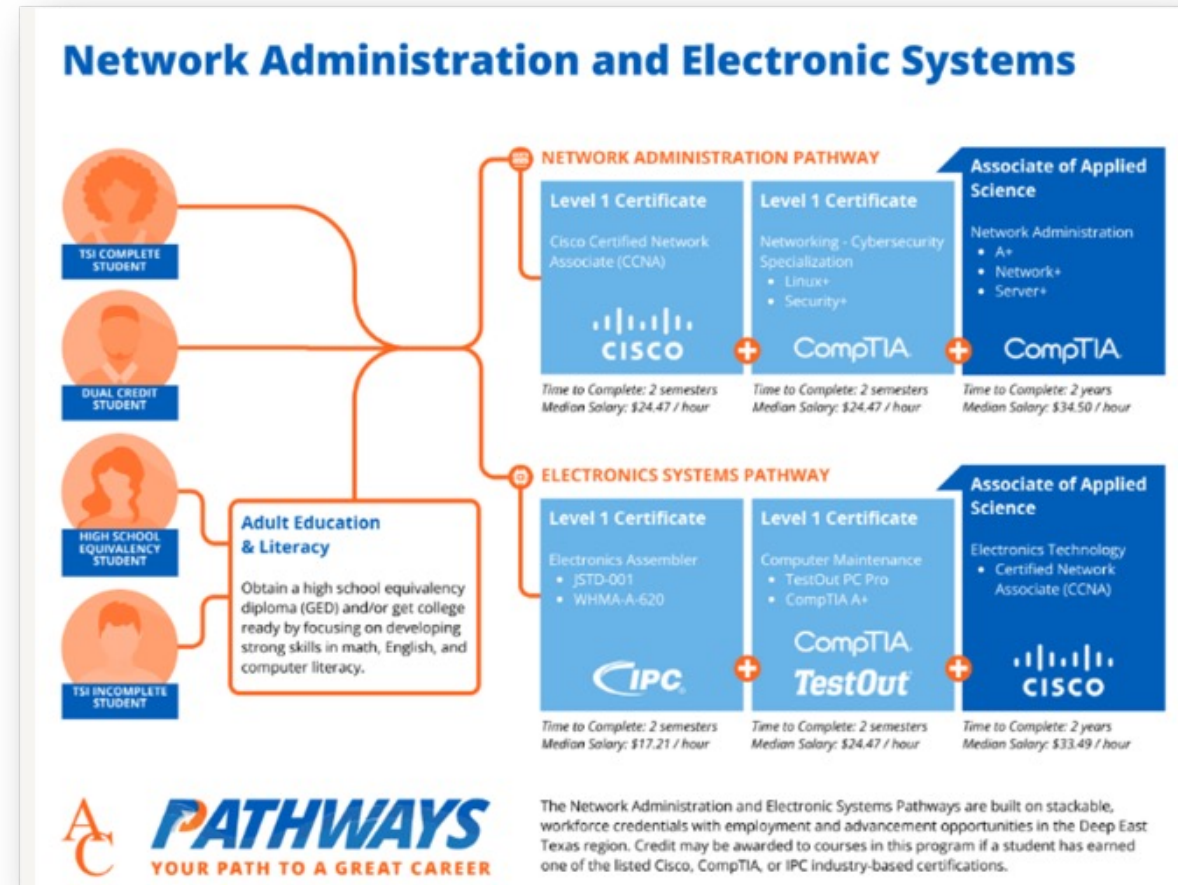 Network Administration and Electronic Systems
TSI COMPLETE
STUDENT
DUAL CREDIT
STUDENT
HIGH SCHOOL
EQUIVALENCY
STUDENT
TSI INCOMPLETE
STUDENT
Adult Education
& Literacy
Obtain a high school equivalency
diploma (GED) and/or get college
ready by focusing on developing
strong skills in math, English, and
computer literacy.
NETWORK ADMINISTRATION PATHWAY
Level 1 Certificate
Cisco Certified Network
Associate (CCNA)
CISCO
Time to Complete: 2 semesters
Median Salary: $24.47 / hour
Level 1 Certificate
Networking - Cybersecurity
Specialization
• Linux+
• Security+
CompTIA.
Time to Complete: 2 semesters
Median Salary: $24.47 / hour
Associate of Applied
Science
Network Administration
• A+
• Network+
• Server+
CompTIA.
Time to Complete: 2 years
Median Salary: $34.50 / hour
ELECTRONICS SYSTEMS PATHWAY
Level 1 Certificate
Electronics Assembler
• JSTD-001
• WHMA-A-620
IPC
Time to Complete: 2 semesters
Median Salary: $17.21 / hour
Level 1 Certificate
Computer Maintenance
• TestOut PC Pro
• CompTIA A+
CompTIA.
TestOut
Time to Complete: 2 semesters
Median Salary: $24.47 / hour
Associate of Applied
Science
Electronics Technology
• Certified Network
Associate (CCNA)
CISCO
Time to Complete: 2 years
Median Salary: $33.49 / hour
AC
PATHWAYS
YOUR PATH TO A GREAT CAREER
The Network Administration and Electronic Systems Pathways are built on stackable,
workforce credentials with employment and advancement opportunities in the Deep East
Texas region. Credit may be awarded to courses in this program if a student has earned
one of the listed Cisco, CompTIA, or IPC industry-based certifications.